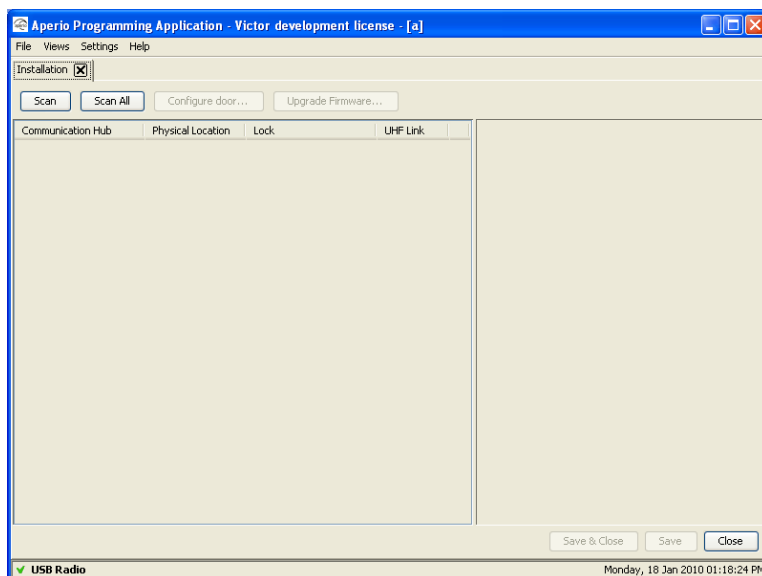 Aperio Programming Application - Victor development license - [a]
File Views Settings Help
Installation
Scan Scan All Configure door... Upgrade Firmware...
Communication Hub Physical Location Lock UHF Link
Save & Close Save Close
USB Radio Monday, 18 Jan 2010 01:18:24 PM